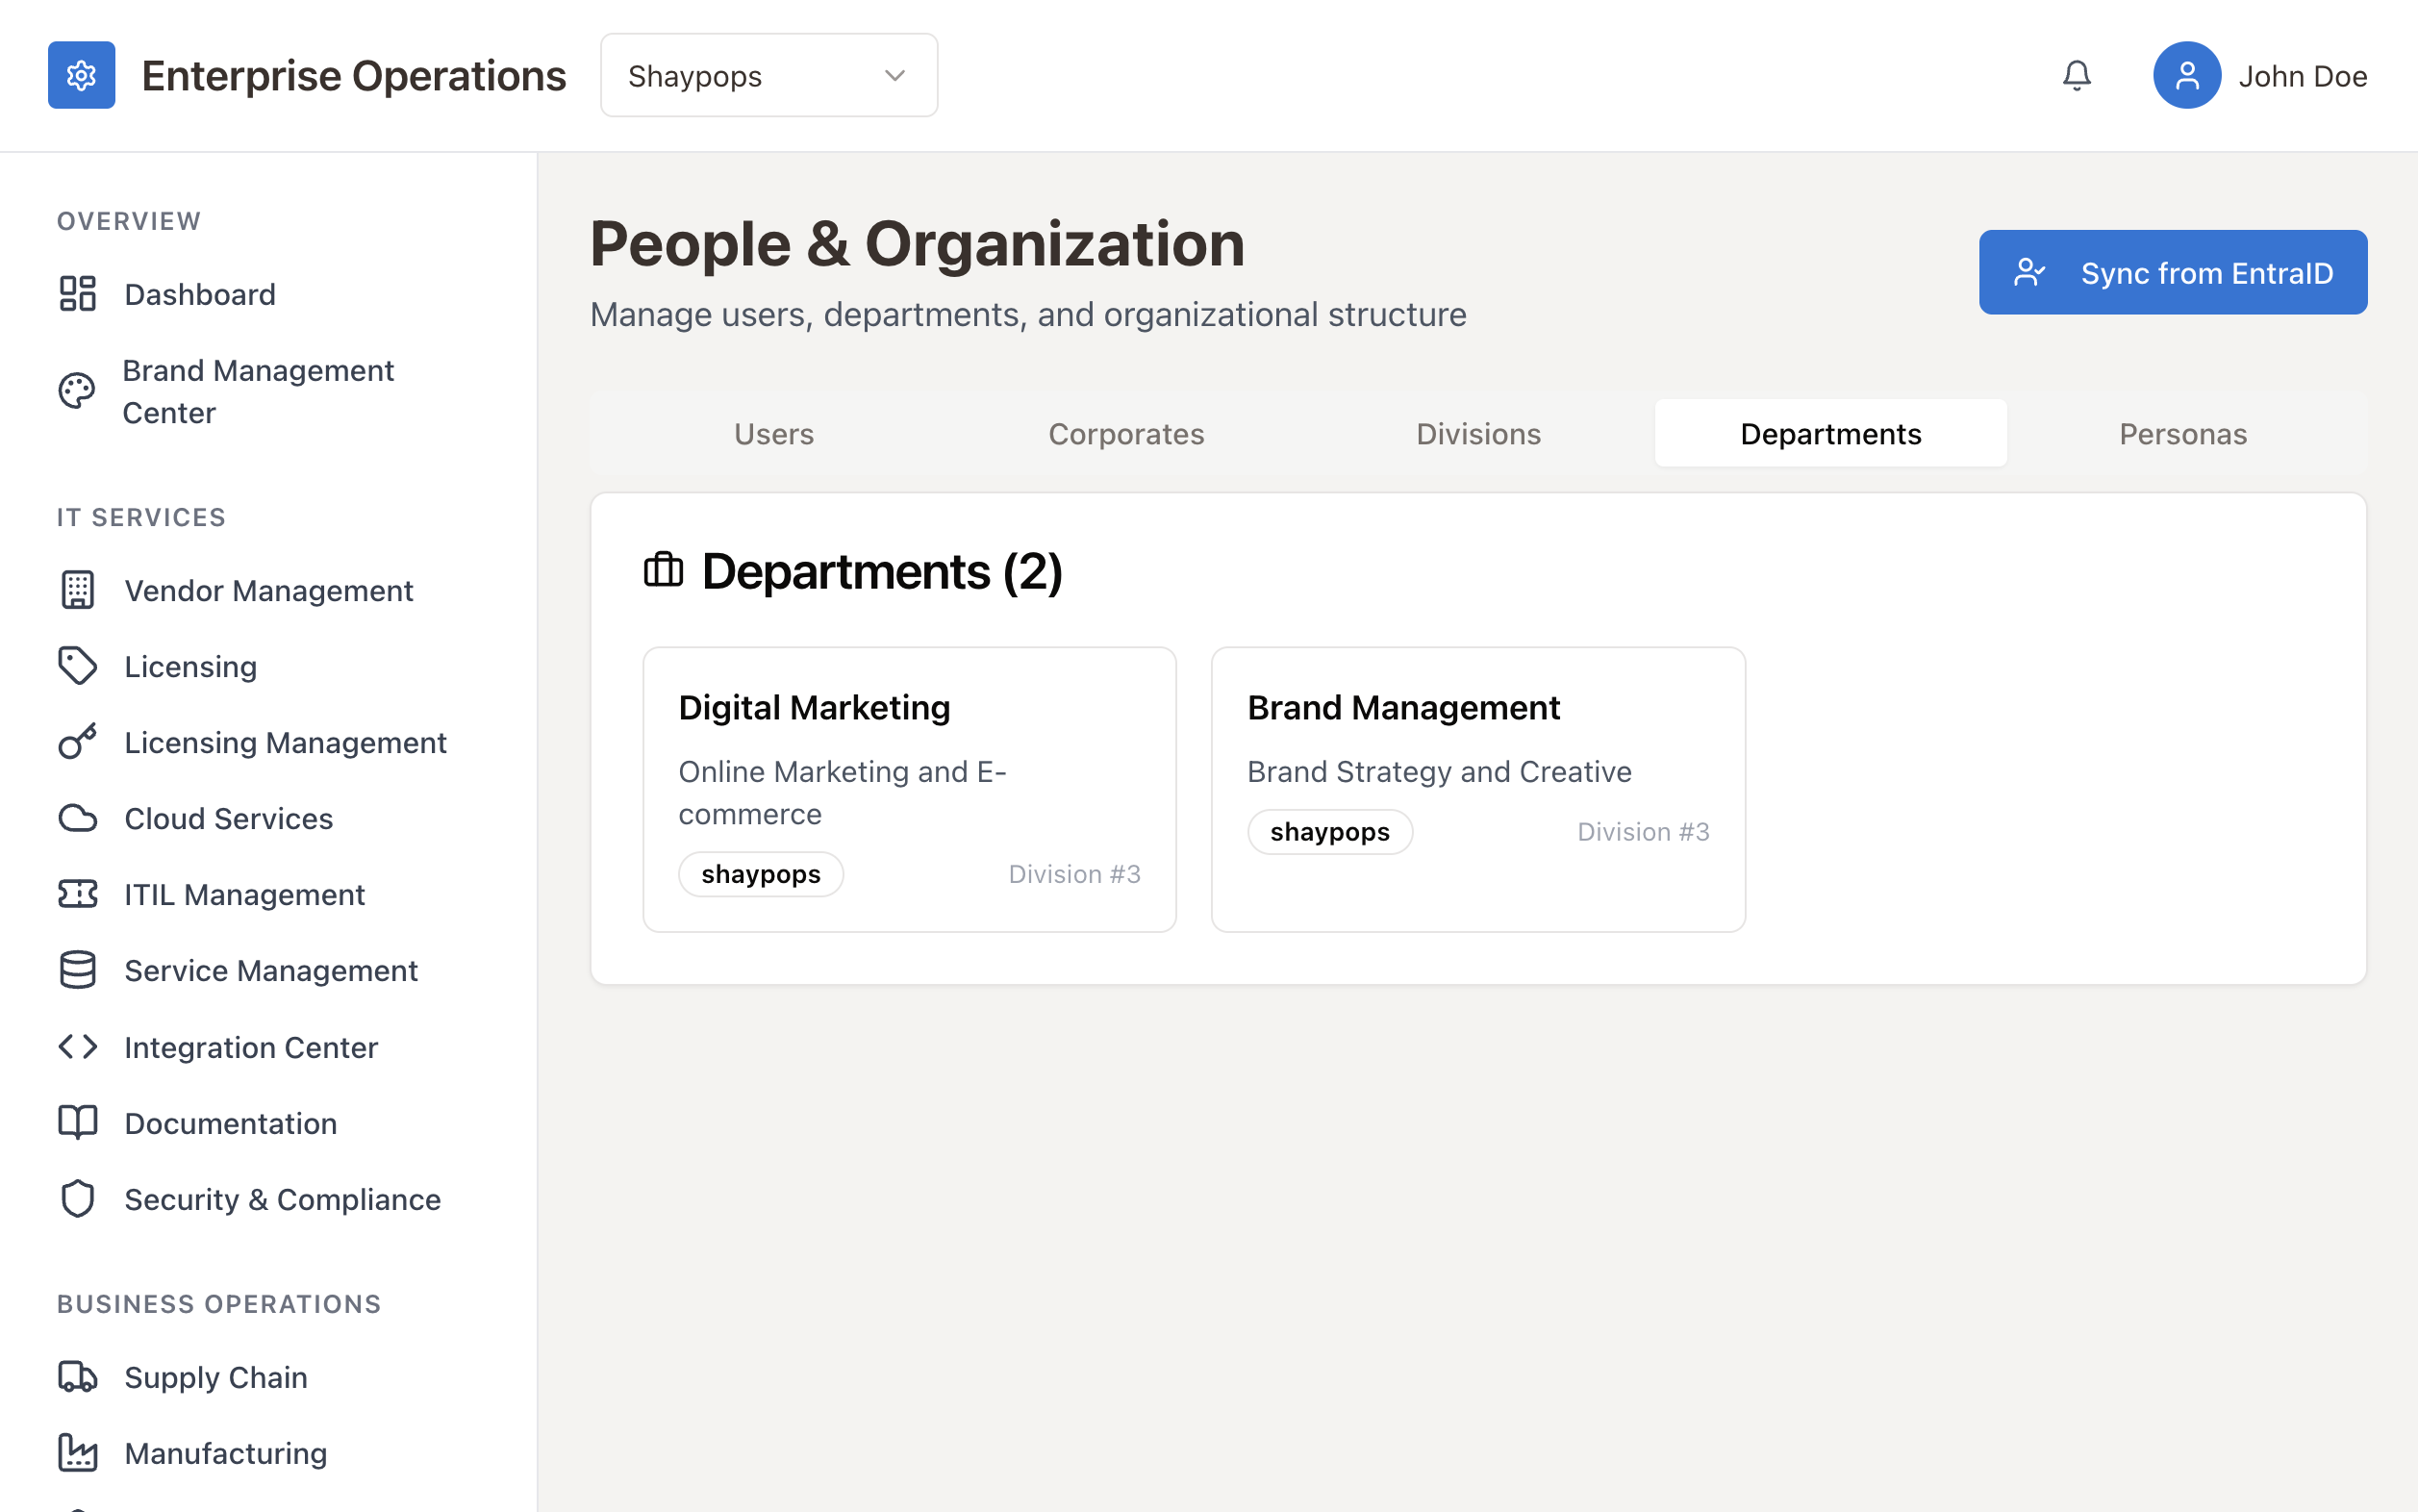 Enterprise Operations
Shaypops
John Doe
OVERVIEW
Dashboard
Brand Management
Center
IT SERVICES
Vendor Management
Licensing
Licensing Management
Cloud Services
ITIL Management
Service Management
Integration Center
Documentation
Security & Compliance
BUSINESS OPERATIONS
Supply Chain
Manufacturing
People & Organization
Manage users, departments, and organizational structure
Sync from EntraID
Users
Corporates
Divisions
Departments
Personas
Departments (2)
Digital Marketing
Online Marketing and E-
commerce
shaypops
Division #3
Brand Management
Brand Strategy and Creative
shaypops
Division #3